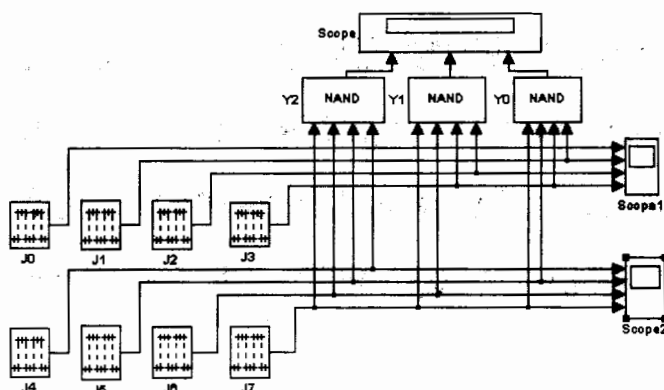 Scope
Y2 NAND Y1 NAND Y0 NAND
Scope1
J0 J1 J2 J3
Scope2
J4 J5 J6 J7